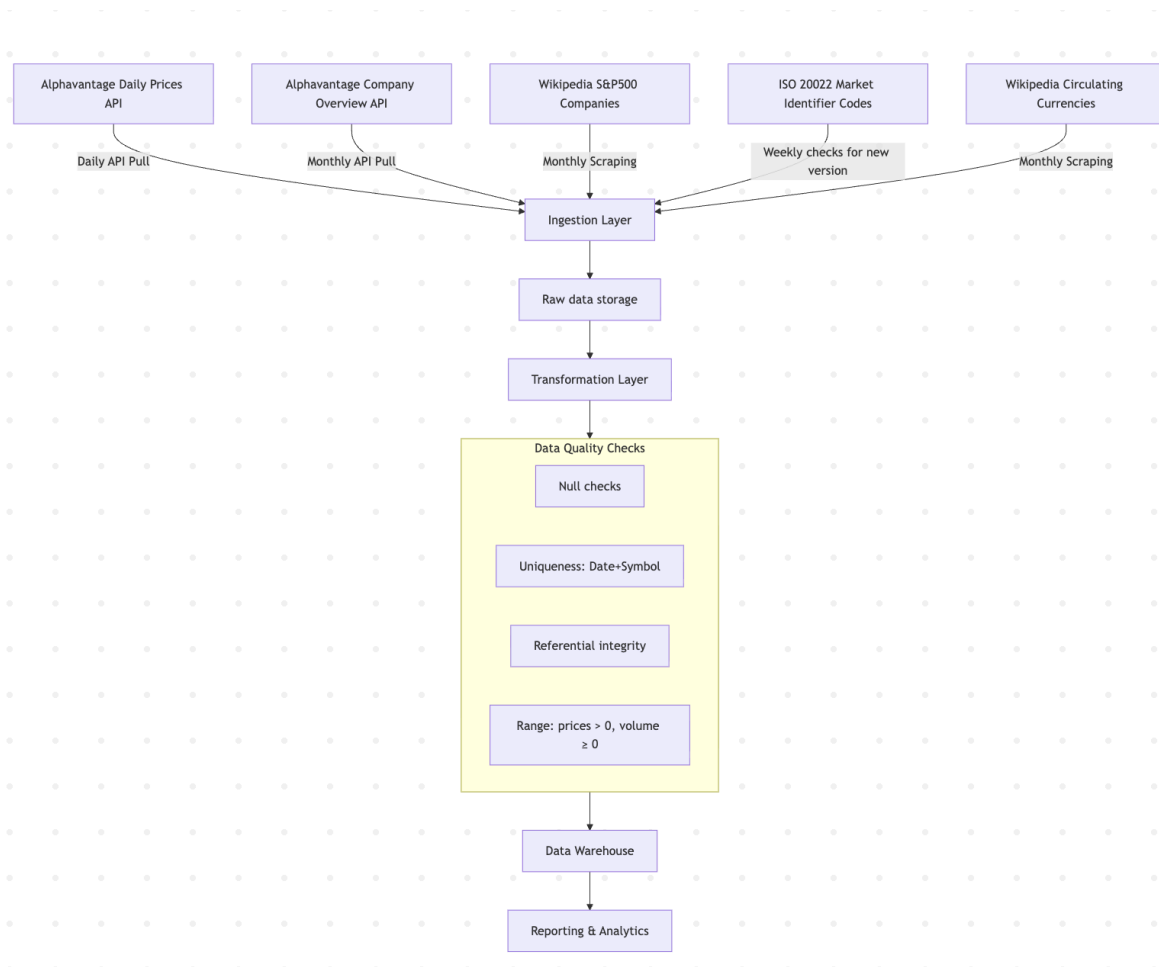 Alphavantage Daily Prices
API
Alphavantage Company
Overview API
Wikipedia S&P500
Companies
ISO 20022 Market
Identifier Codes
Wikipedia Circulating
Currencies
Daily API Pull
Monthly API Pull
Monthly Scraping
Weekly checks for new
version
Monthly Scraping
Ingestion Layer
Raw data storage
Transformation Layer
Data Quality Checks
Null checks
Uniqueness: Date+Symbol
Referential integrity
Range: prices > 0, volume
≥ 0
Data Warehouse
Reporting & Analytics